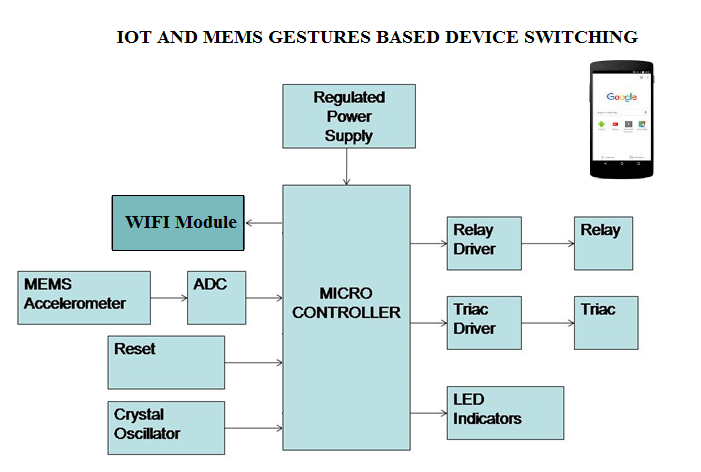 IOT AND MEMS GESTURES BASED DEVICE SWITCHING
Google
Regulated
Power
Supply
WIFI Module
Relay
Driver
Relay
MEMS
Accelerometer
ADC
MICRO
CONTROLLER
Triac
Driver
Triac
Reset
LED
Indicators
Crystal
Oscillator